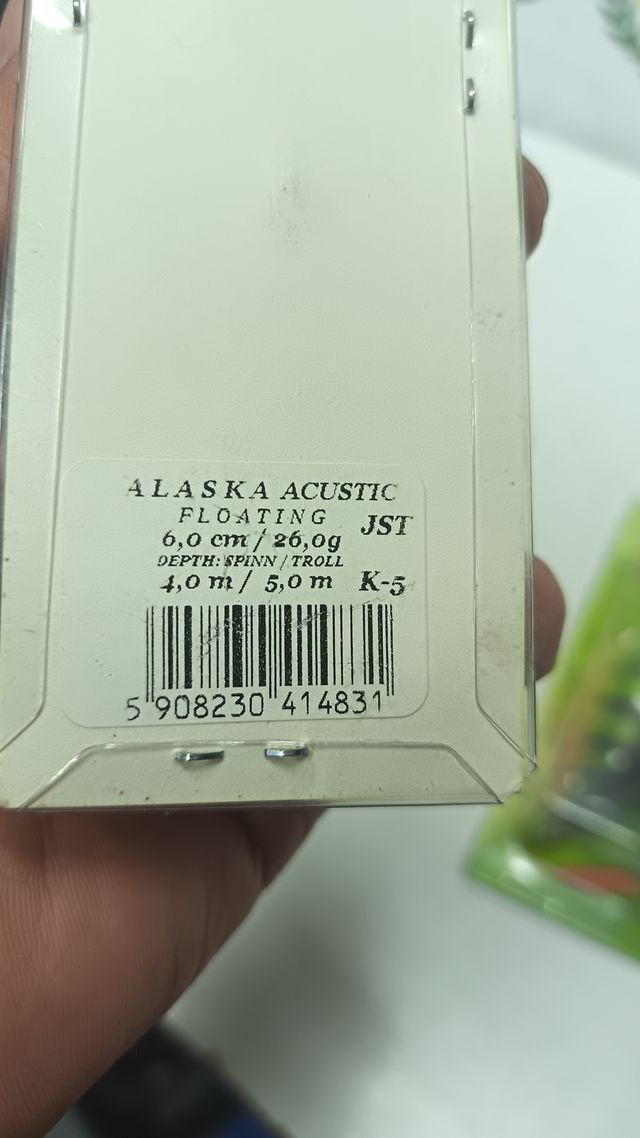 ALASKA ACUSTIC
FLOATING JST
6,0 cm / 26,0g
DEPTH: SPINN / TROLL
4,0 m / 5,0 m K-5
5 908230 414831